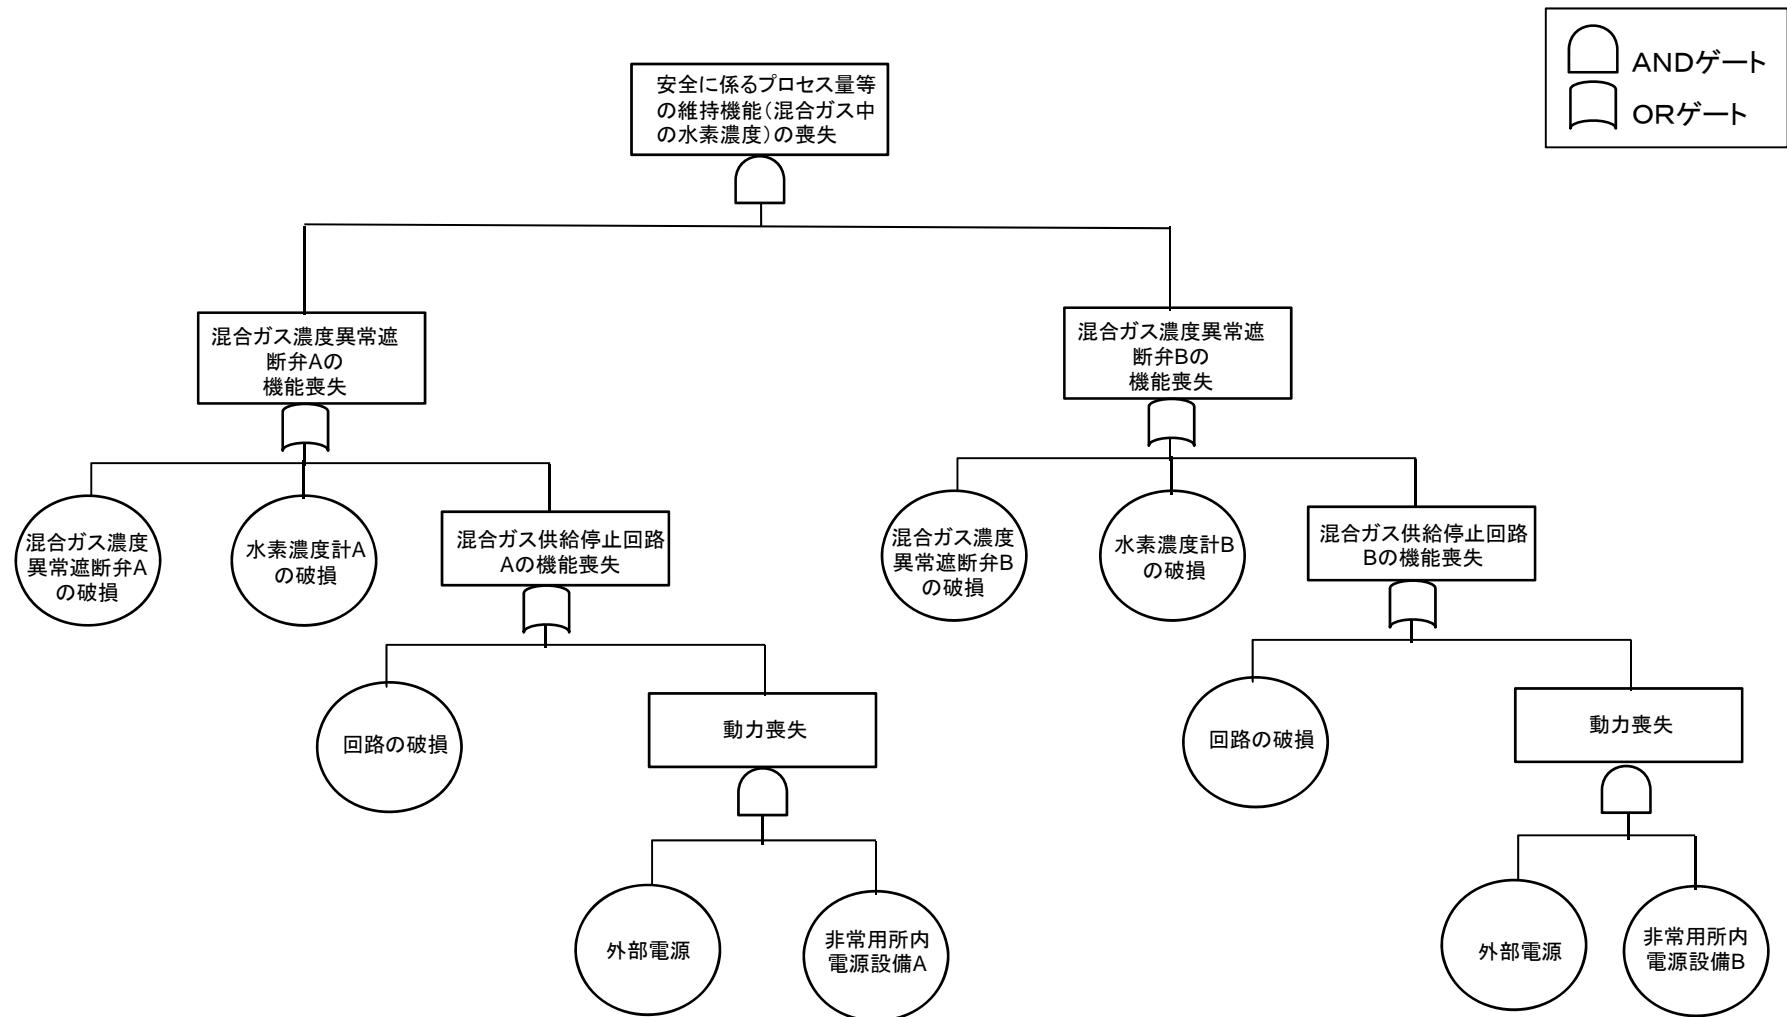 ANDゲート
ORゲート
安全に係るプロセス量等
の維持機能(混合ガス中
の水素濃度)の喪失
混合ガス濃度異常遮
断弁Aの
機能喪失
混合ガス濃度異常遮
断弁Bの
機能喪失
混合ガス濃度
異常遮断弁A
の破損
水素濃度計A
の破損
混合ガス供給停止回路
Aの機能喪失
混合ガス濃度
異常遮断弁B
の破損
水素濃度計B
の破損
混合ガス供給停止回路
Bの機能喪失
回路の破損
動力喪失
回路の破損
動力喪失
外部電源
非常用所内
電源設備A
外部電源
非常用所内
電源設備B